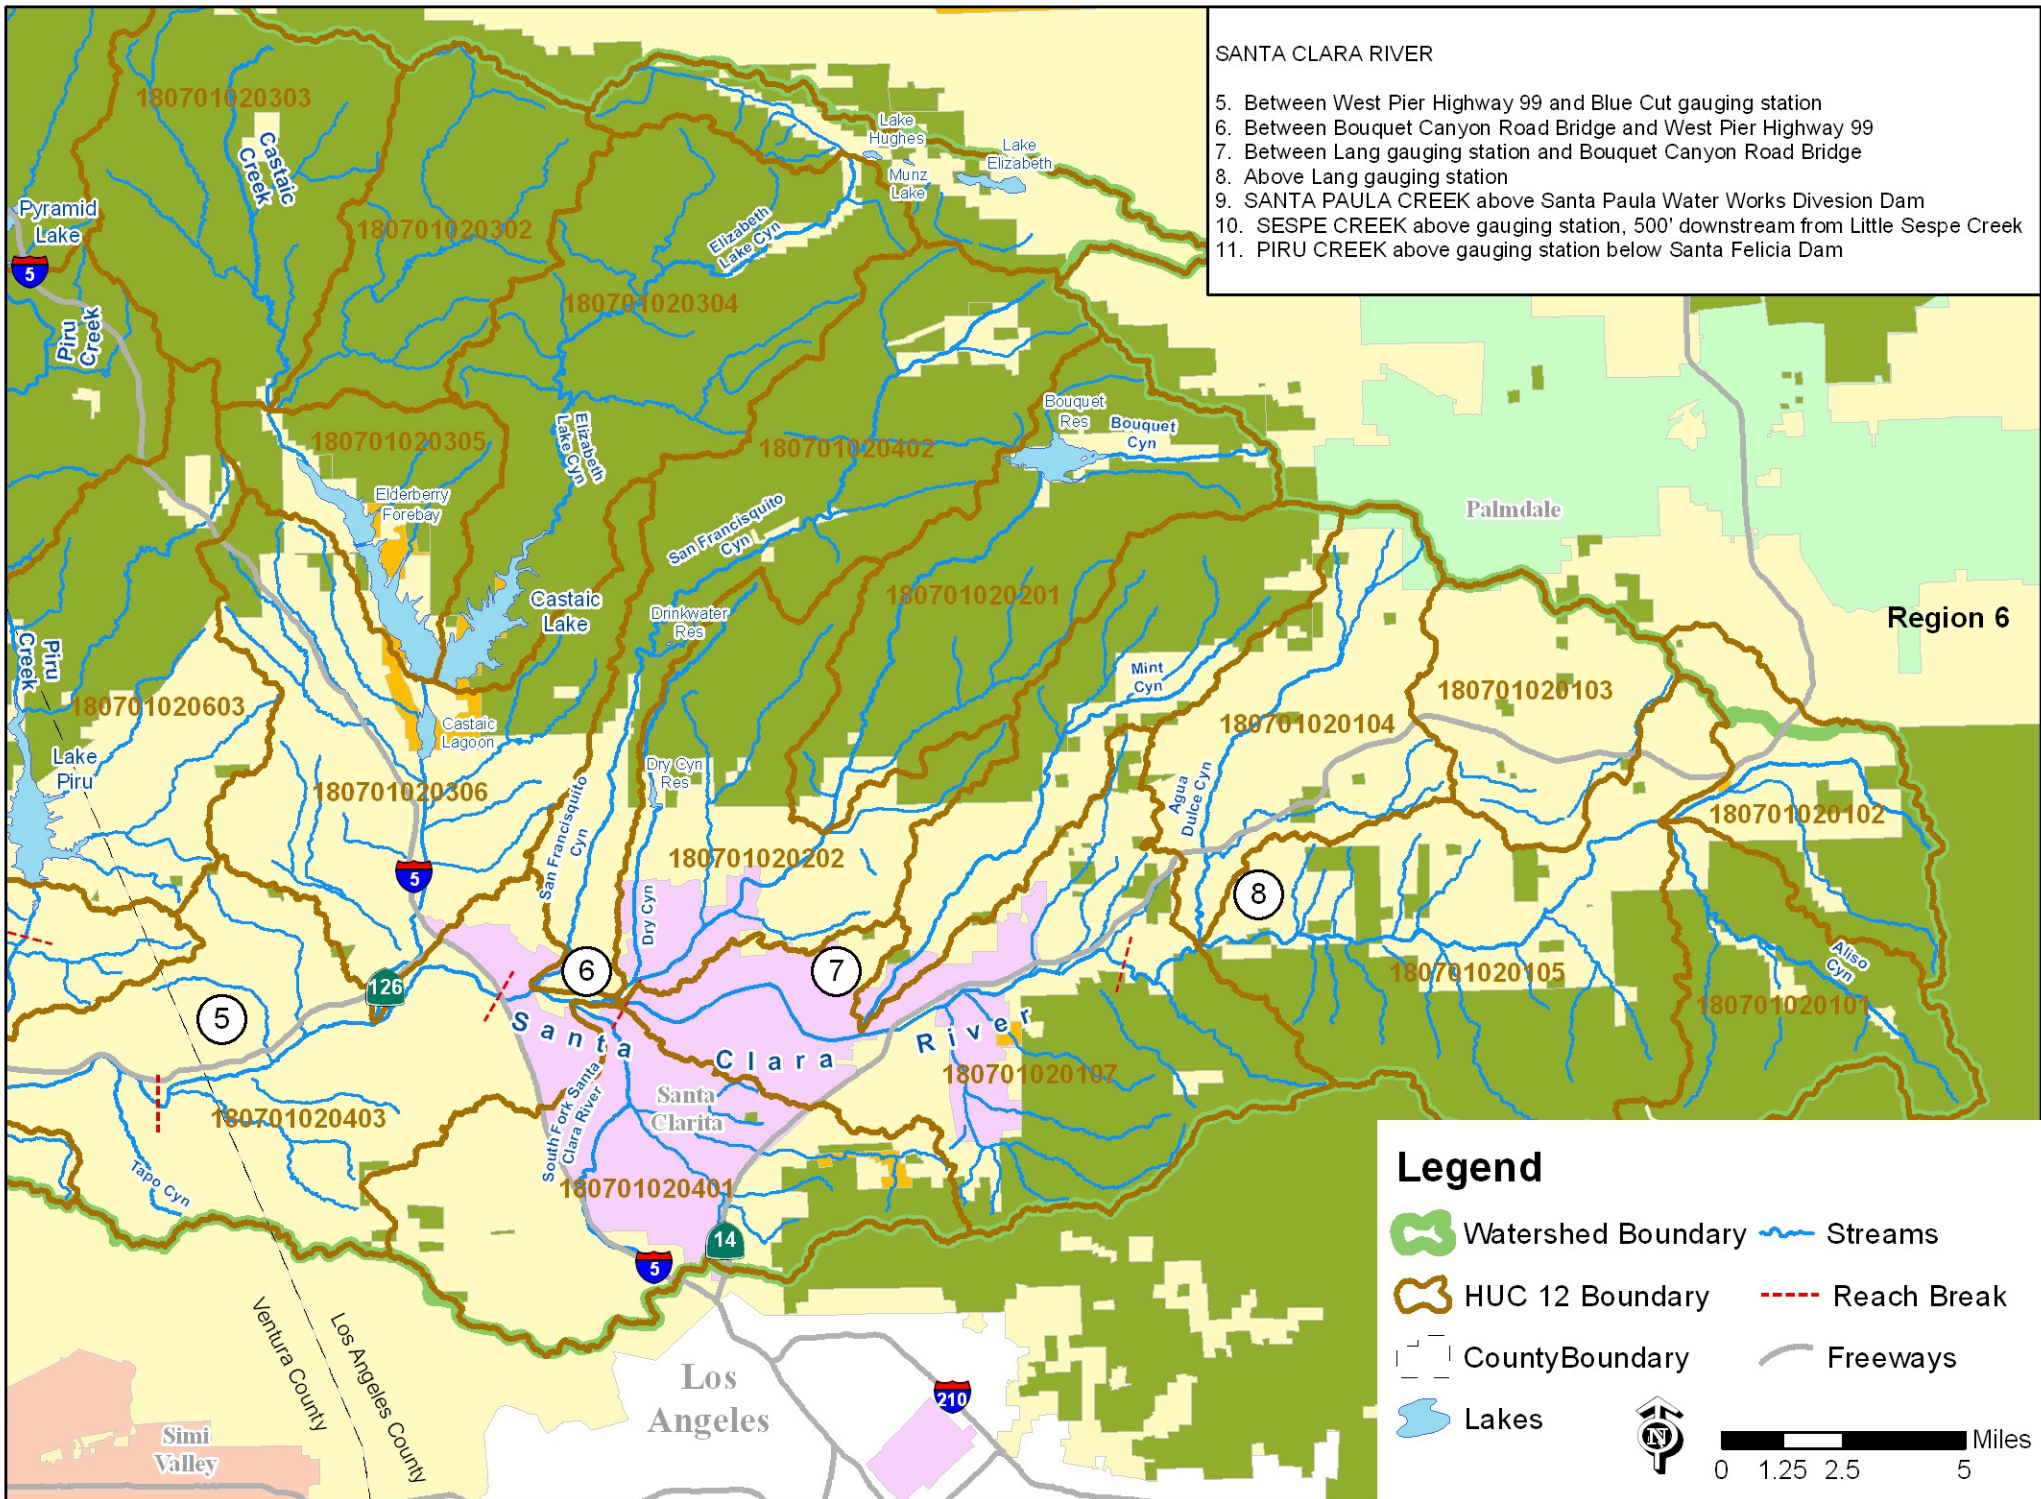 SANTA CLARA RIVER
5. Between West Pier Highway 99 and Blue Cut gauging station
6. Between Bouquet Canyon Road Bridge and West Pier Highway 99
7. Between Lang gauging station and Bouquet Canyon Road Bridge
8. Above Lang gauging station
9. SANTA PAULA CREEK above Santa Paula Water Works Divesion Dam
10. SESPE CREEK above gauging station, 500' downstream from Little Sespe Creek
11. PIRU CREEK above gauging station below Santa Felicia Dam
180701020303
Castaic
Creek
Lake
Hughes
Lake
Elizabeth
Munz
Lake
Pyramid
Lake
180701020302
Elizabeth
Lake Cyn
5
180701020304
Piru
Creek
Bouquet
Res
Bouquet
Cyn
180701020305
Elizabeth
Lake Cyn
180701020402
Elderberry
Forebay
San Francisquito
Cyn
Palmdale
180701020201
Castaic
Lake
Drinkwater
Res
Region 6
Piru
Creek
Mint
Cyn
180701020603
180701020103
180701020104
Castaic
Lagoon
Lake
Piru
Dry Cyn
Res
180701020306
Agua
Dulce Cyn
180701020102
San Francisquito
Cyn
180701020202
5
8
Dry Cyn
6
7
126
180701020105
Aliso
Cyn
180701020101
5
Santa
Clara
River
180701020107
South Fork Santa
Clara River
Santa
Clarita
180701020403
Tapo Cyn
180701020401
14
5
Ventura County
Los Angeles County
Los
Angeles
210
Simi
Valley
Legend
Watershed Boundary
Streams
HUC 12 Boundary
Reach Break
CountyBoundary
Freeways
Lakes
N
Miles
0 1.25 2.5 5